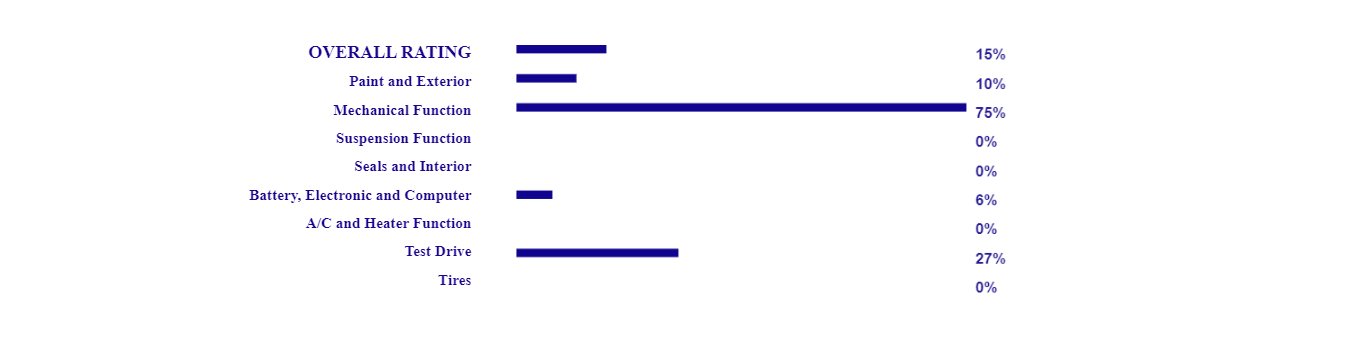 OVERALL RATING 15%
Paint and Exterior 10%
Mechanical Function 75%
Suspension Function 0%
Seals and Interior 0%
Battery, Electronic and Computer 6%
A/C and Heater Function 0%
Test Drive 27%
Tires 0%